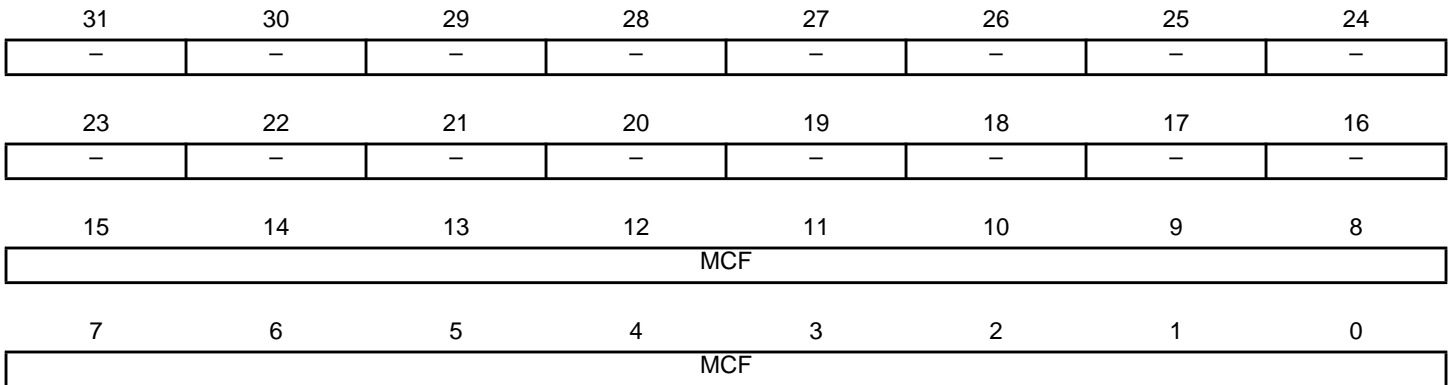 31 30 29 28 27 26 25 24
– – – – – – – –
23 22 21 20 19 18 17 16
– – – – – – – –
15 14 13 12 11 10 9 8
MCF
7 6 5 4 3 2 1 0
MCF